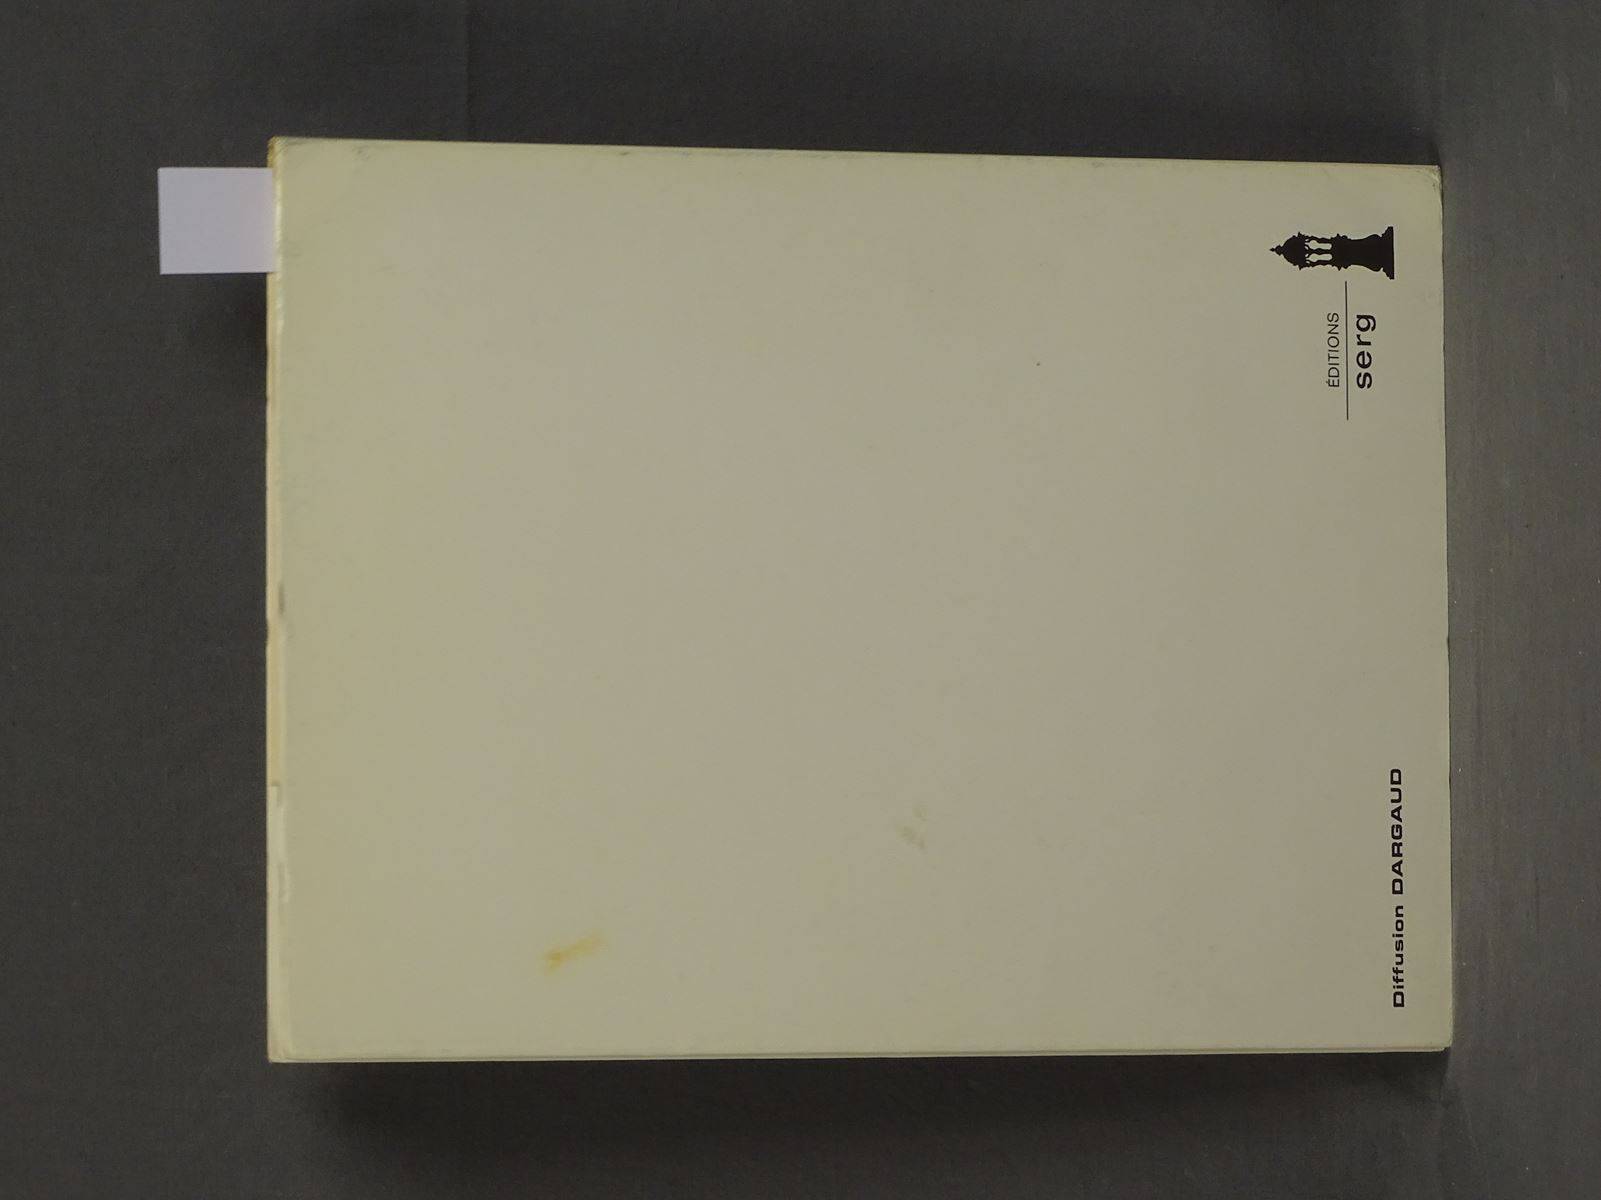 ÉDITIONS
serg
Diffusion DARGAUD